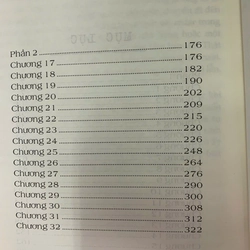 Phần 2 ........ 176
Chương 17 ........ 176
Chương 18 ........ 182
Chương 19 ........ 190
Chương 20 ........ 202
Chương 21 ........ 209
Chương 22 ........ 215
Chương 23 ........ 220
Chương 24 ........ 226
Chương 25 ........ 248
Chương 26 ........ 264
Chương 27 ........ 276
Chương 28 ........ 290
Chương 29 ........ 300
Chương 30 ........ 308
Chương 31 ........ 312
Chương 32 ........ 322